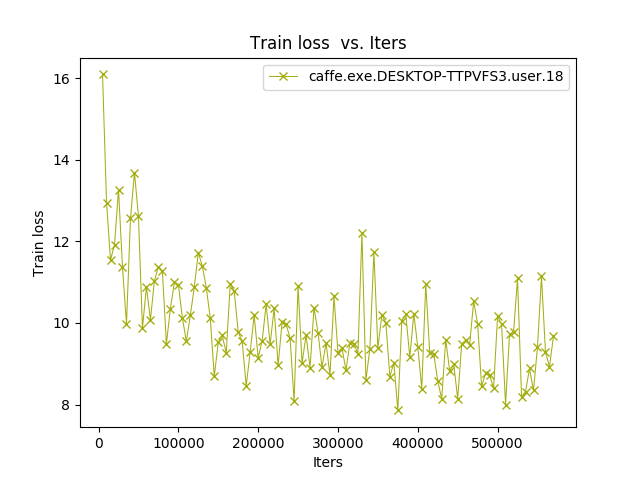 Train loss  vs. Iters
caffe.exe.DESKTOP-TTPVFS3.user.18
Train loss
16
14
12
10
8
0 100000 200000 300000 400000 500000
Iters